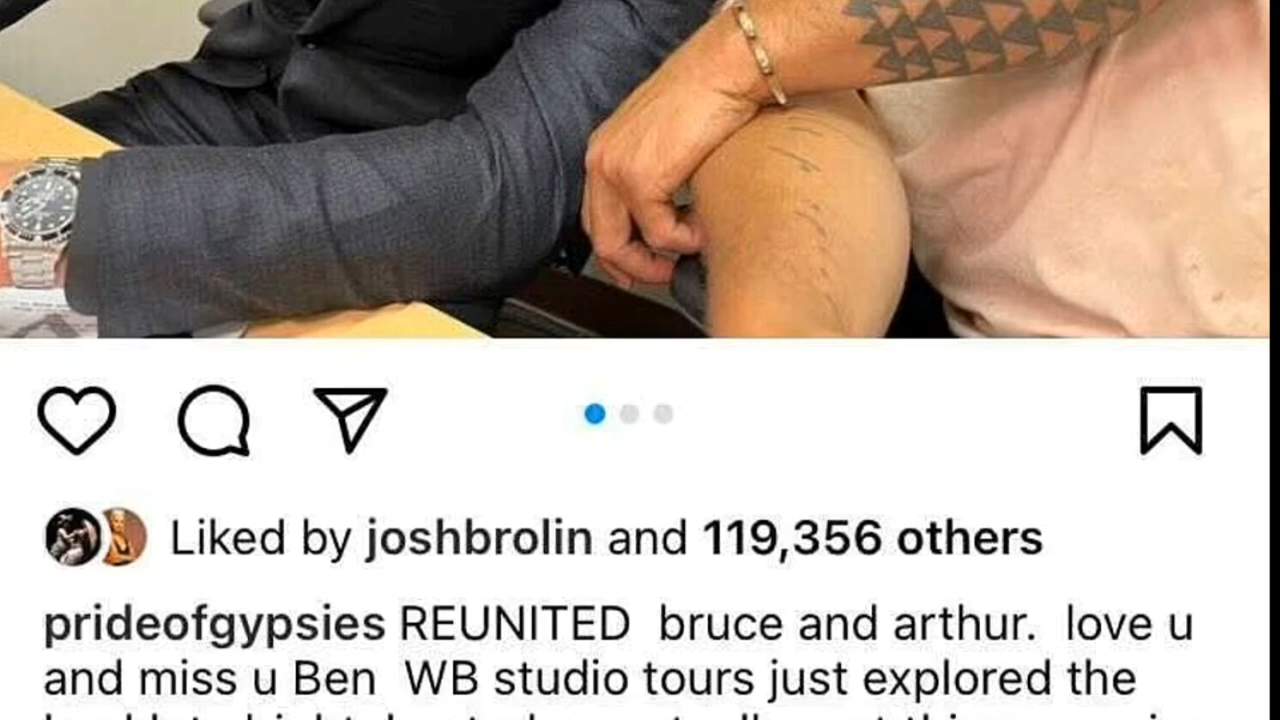 Liked by joshbrolin and 119,356 others
prideofgypsies REUNITED bruce and arthur. love u
and miss u Ben WB studio tours just explored the